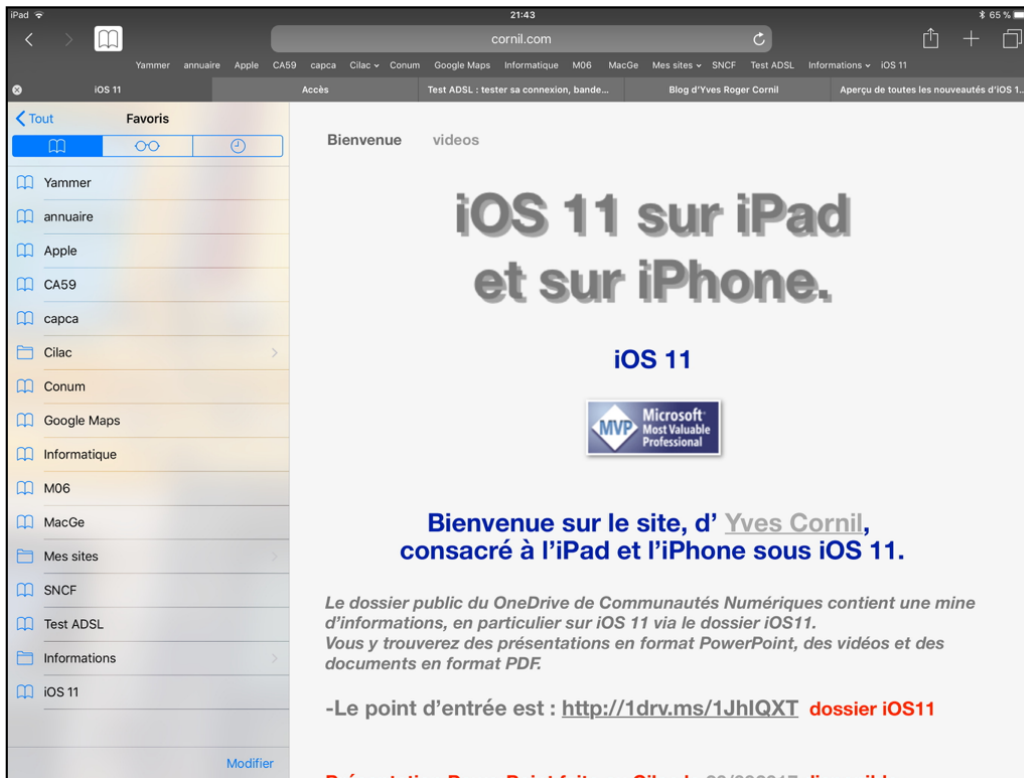 iPad 21:43 65 %
cornil.com
Yammer annuaire Apple CA59 capca Cilac Conum Google Maps Informatique M06 MacGe Mes sites SNCF Test ADSL Informations iOS 11
iOS 11 Accès Test ADSL : tester sa connexion, bande... Blog d'Yves Roger Cornil Aperçu de toutes les nouveautés d'iOS 1...
Tout Favoris
Yammer
annuaire
Apple
CA59
capca
Cilac
Conum
Google Maps
Informatique
M06
MacGe
Mes sites
SNCF
Test ADSL
Informations
iOS 11
Modifier
Bienvenue videos
iOS 11 sur iPad
et sur iPhone.
iOS 11
MVP Microsoft
Most Valuable
Professional
Bienvenue sur le site, d’ Yves Cornil,
consacré à l’iPad et l’iPhone sous iOS 11.
Le dossier public du OneDrive de Communautés Numériques contient une mine
d’informations, en particulier sur iOS 11 via le dossier iOS11.
Vous y trouverez des présentations en format PowerPoint, des vidéos et des
documents en format PDF.
-Le point d’entrée est : http://1drv.ms/1JhIQXT dossier iOS11